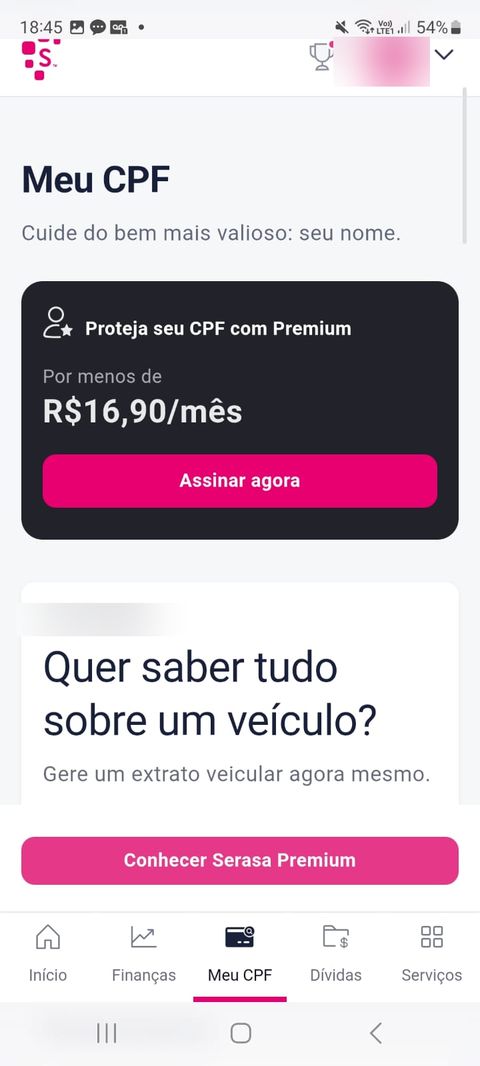 18:45 Vo)) LTE1 54%
S
Meu CPF
Cuide do bem mais valioso: seu nome.
Proteja seu CPF com Premium
Por menos de
R$16,90/mês
Assinar agora
Quer saber tudo
sobre um veículo?
Gere um extrato veicular agora mesmo.
Conhecer Serasa Premium
Início Finanças Meu CPF Dívidas Serviços